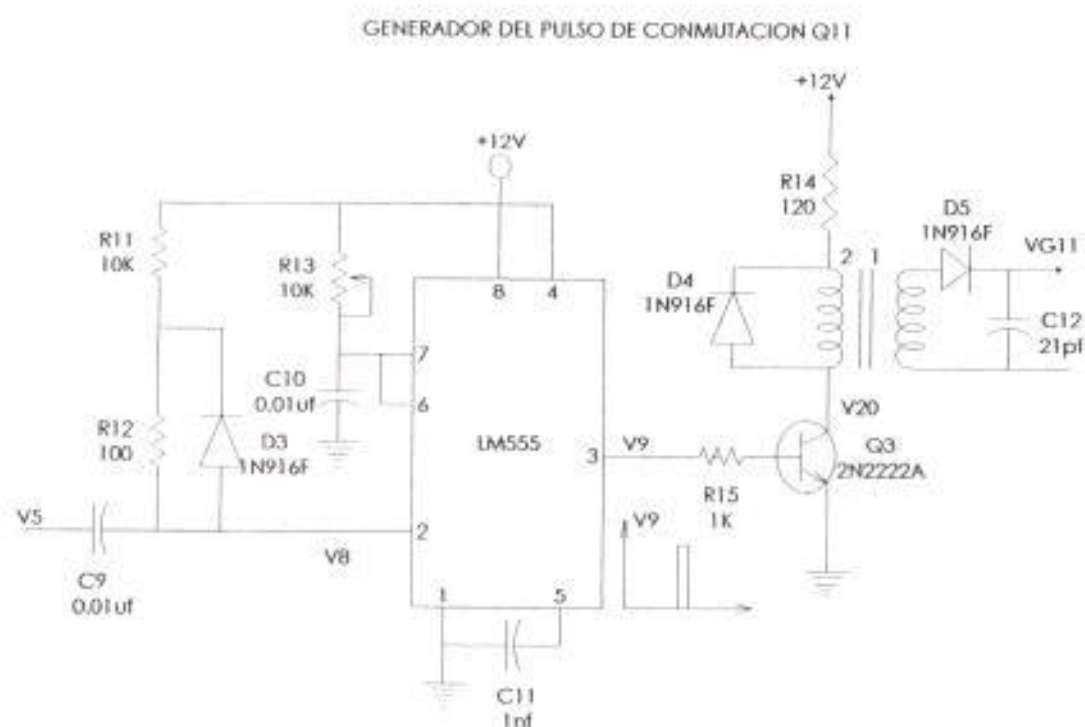 GENERADOR DEL PULSO DE CONMUTACION Q11
+12V
+12V
R14
120
D5
1N916F
VG11
R11
10K
R13
10K
8
4
2
1
D4
1N916F
C12
21pf
7
C10
0.01uf
6
V20
R12
100
D3
1N916F
LM555
3
V9
Q3
2N2222A
R15
1K
V5
V8
2
V9
C9
0.01uf
1
5
C11
1nf